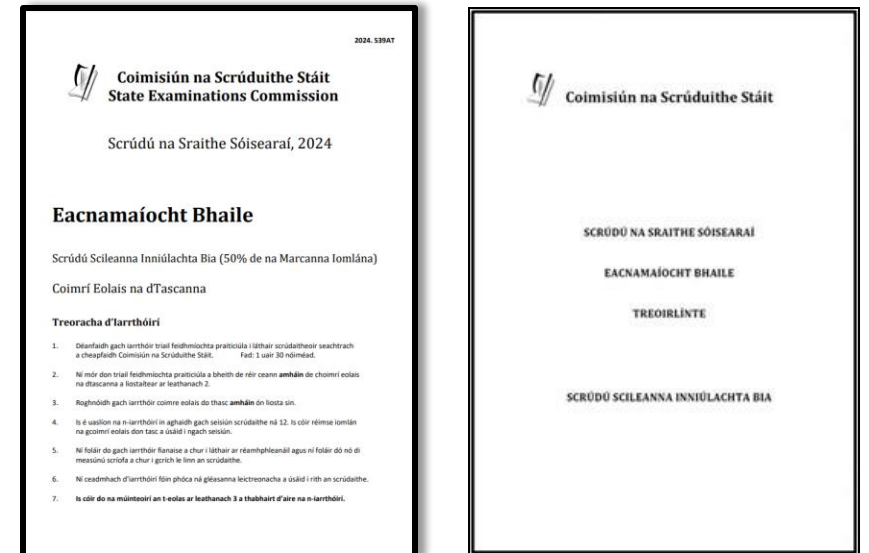 2024. S39AT
Coimisiún na Scrúduithe Stáit
State Examinations Commission
Scrúdú na Sraithe Sóisearaí, 2024
Eacnamaíocht Bhaile
Scrúdú Scileanna Inniúlachta Bia (50% de na Marcanna Iomlána)
Coimrí Eolais na dTascanna
Treoracha d'Iarrthóirí
1. Déanfaidh gach iarrthóir triail feidhmíochta praiticiúla i láthair scrúdaitheoir seachtrach
a cheapfaidh Coimisiún na Scrúduithe Stáit. Fad: 1 uair 30 nóiméad.
2. Ní mór don triail feidhmíochta praiticiúla a bheith de réir ceann amháin de choimrí eolais
na dtascanna a liostaítear ar leathanach 2.
3. Roghnóidh gach iarrthóir coimre eolais do thasc amháin ón liosta sin.
4. Is é uaslíon na n-iarrthóirí in aghaidh gach seisiún scrúdaithe ná 12. Is cóir réimse iomlán
na gcoimrí eolais don tasc a úsáid i ngach seisiún.
5. Ní foláir do gach iarrthóir fianaise a chur i láthair ar réamhphleanáil agus ní foláir dó nó di
measúnú scríofa a chur i gcrích le linn an scrúdaithe.
6. Ní ceadmhach d'iarrthóirí fóin phóca ná gléasanna leictreonacha a úsáid i rith an scrúdaithe.
7. Is cóir do na múinteoirí an t-eolas ar leathanach 3 a thabhairt d'aire na n-iarrthóirí.
Coimisiún na Scrúduithe Stáit
SCRÚDÚ NA SRAITHE SÓISEARAÍ
EACNAMAÍOCHT BHAILE
TREOIRLÍNTE
SCRÚDÚ SCILEANNA INNIÚLACHTA BIA